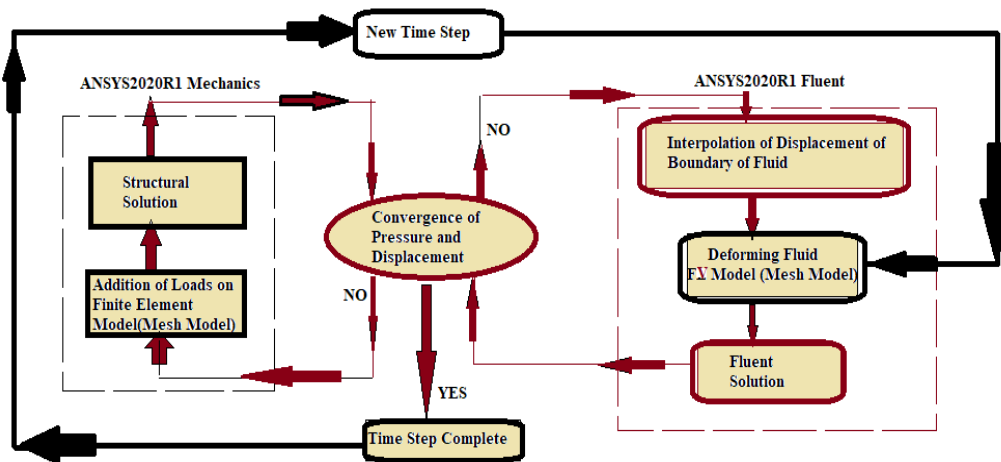 New Time Step
ANSYS2020R1 Mechanics
ANSYS2020R1 Fluent
NO
Interpolation of Displacement of
Boundary of Fluid
Structural
Solution
Convergence of
Pressure and
Displacement
Deforming Fluid
FV Model (Mesh Model)
Addition of Loads on
Finite Element
Model(Mesh Model)
NO
Fluent
Solution
YES
Time Step Complete